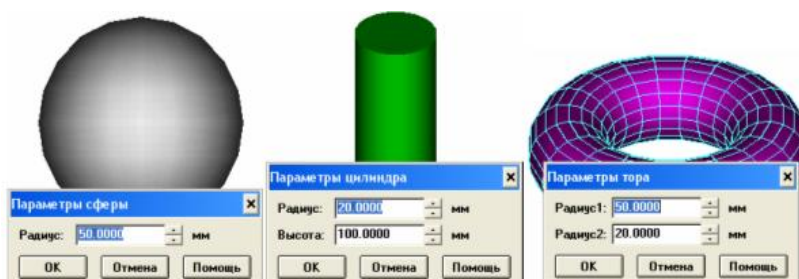 Параметры сферы
Радиус: 50.0000 мм
OK Отмена Помощь
Параметры цилиндра
Радиус: 20.0000 мм
Высота: 100.0000 мм
OK Отмена Помощь
Параметры тора
Радиус1: 50.0000 мм
Радиус2: 20.0000 мм
OK Отмена Помощь